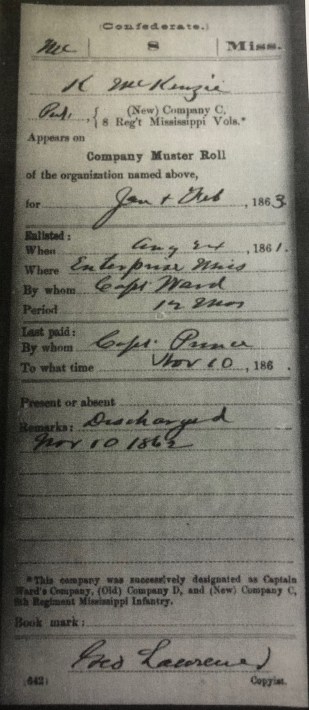 (Confederate.)
Mc | 8 | Miss.
K McKenzie
Pvt., { (New) Company C,
8 Reg't Mississippi Vols.*
Appears on
Company Muster Roll
of the organization named above,
for Jan & Feb, 1863.
Enlisted:
When Aug 24, 1861.
Where Enterprise Miss
By whom Capt Ward
Period 12 Mos
Last paid:
By whom Capt
To what time Nov 10, 186 .
Present or absent
Remarks: Discharged
Nov 10 1862
*This company was successively designated as Captain
Ward's Company, (Old) Company D, and (New) Company C,
8th Regiment Mississippi Infantry.
Book mark:
Geo Lawrence
(642) Copyist.